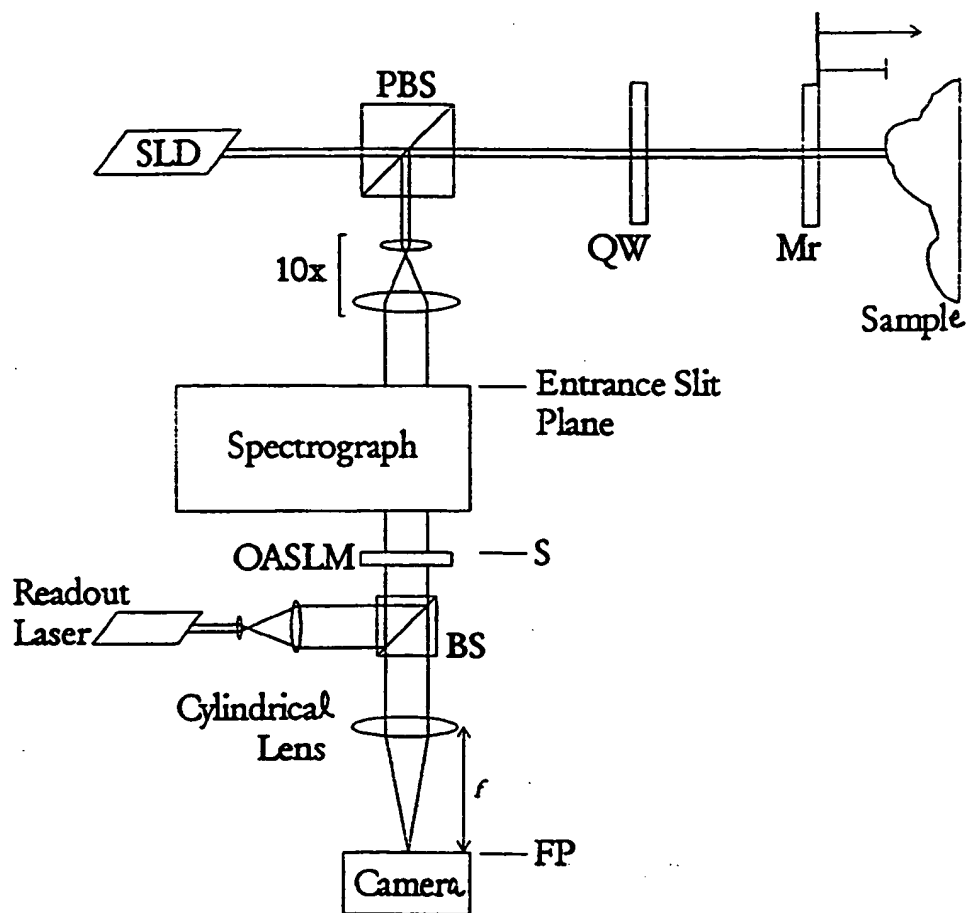 PBS
SLD
QW
Mr
10x
Sample
Entrance Slit
Plane
Spectrograph
OASLM
S
Readout
Laser
BS
Cylindrical
Lens
f
FP
Camera